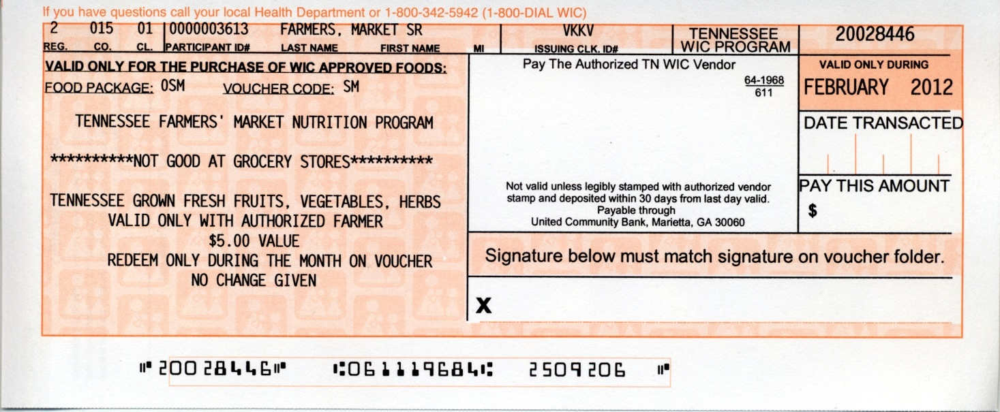 If you have questions call your local Health Department or 1-800-342-5942 (1-800-DIAL WIC)
2 015 01 0000003613 FARMERS, MARKET SR VKKV TENNESSEE 20028446
REG. CO. CL. PARTICIPANT ID# LAST NAME FIRST NAME MI ISSUING CLK. ID# WIC PROGRAM
VALID ONLY FOR THE PURCHASE OF WIC APPROVED FOODS:
FOOD PACKAGE: 0SM VOUCHER CODE: SM
TENNESSEE FARMERS' MARKET NUTRITION PROGRAM
**********NOT GOOD AT GROCERY STORES**********
TENNESSEE GROWN FRESH FRUITS, VEGETABLES, HERBS
VALID ONLY WITH AUTHORIZED FARMER
$5.00 VALUE
REDEEM ONLY DURING THE MONTH ON VOUCHER
NO CHANGE GIVEN
Pay The Authorized TN WIC Vendor
64-1968
611
Not valid unless legibly stamped with authorized vendor
stamp and deposited within 30 days from last day valid.
Payable through
United Community Bank, Marietta, GA 30060
VALID ONLY DURING
FEBRUARY 2012
DATE TRANSACTED
PAY THIS AMOUNT
$
Signature below must match signature on voucher folder.
X
⑈20028446⑈ ⑆061119684⑆ 2509206 ⑈